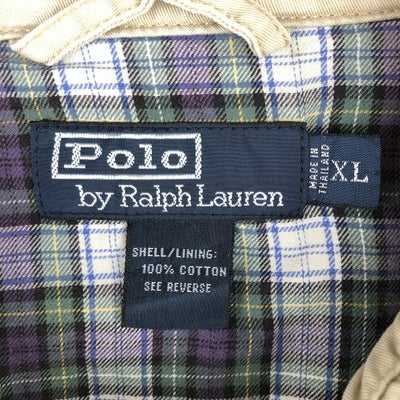 Polo
by Ralph Lauren
MADE IN
THAILAND
XL
SHELL/LINING:
100% COTTON
SEE REVERSE